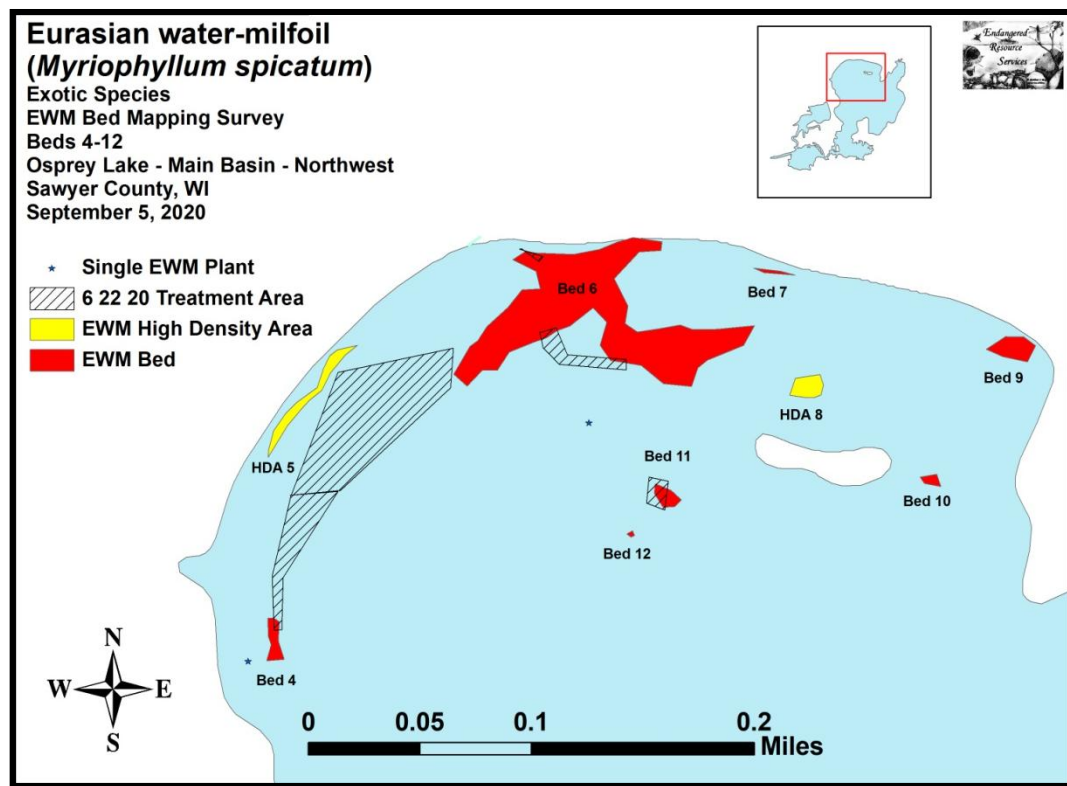 Eurasian water-milfoil
(Myriophyllum spicatum)
Exotic Species
EWM Bed Mapping Survey
Beds 4-12
Osprey Lake - Main Basin - Northwest
Sawyer County, WI
September 5, 2020
Endangered
Resource
Services
Single EWM Plant
6 22 20 Treatment Area
EWM High Density Area
EWM Bed
Bed 6
Bed 7
Bed 9
HDA 8
HDA 5
Bed 11
Bed 10
Bed 12
Bed 4
N
W E
S
0 0.05 0.1 0.2
Miles